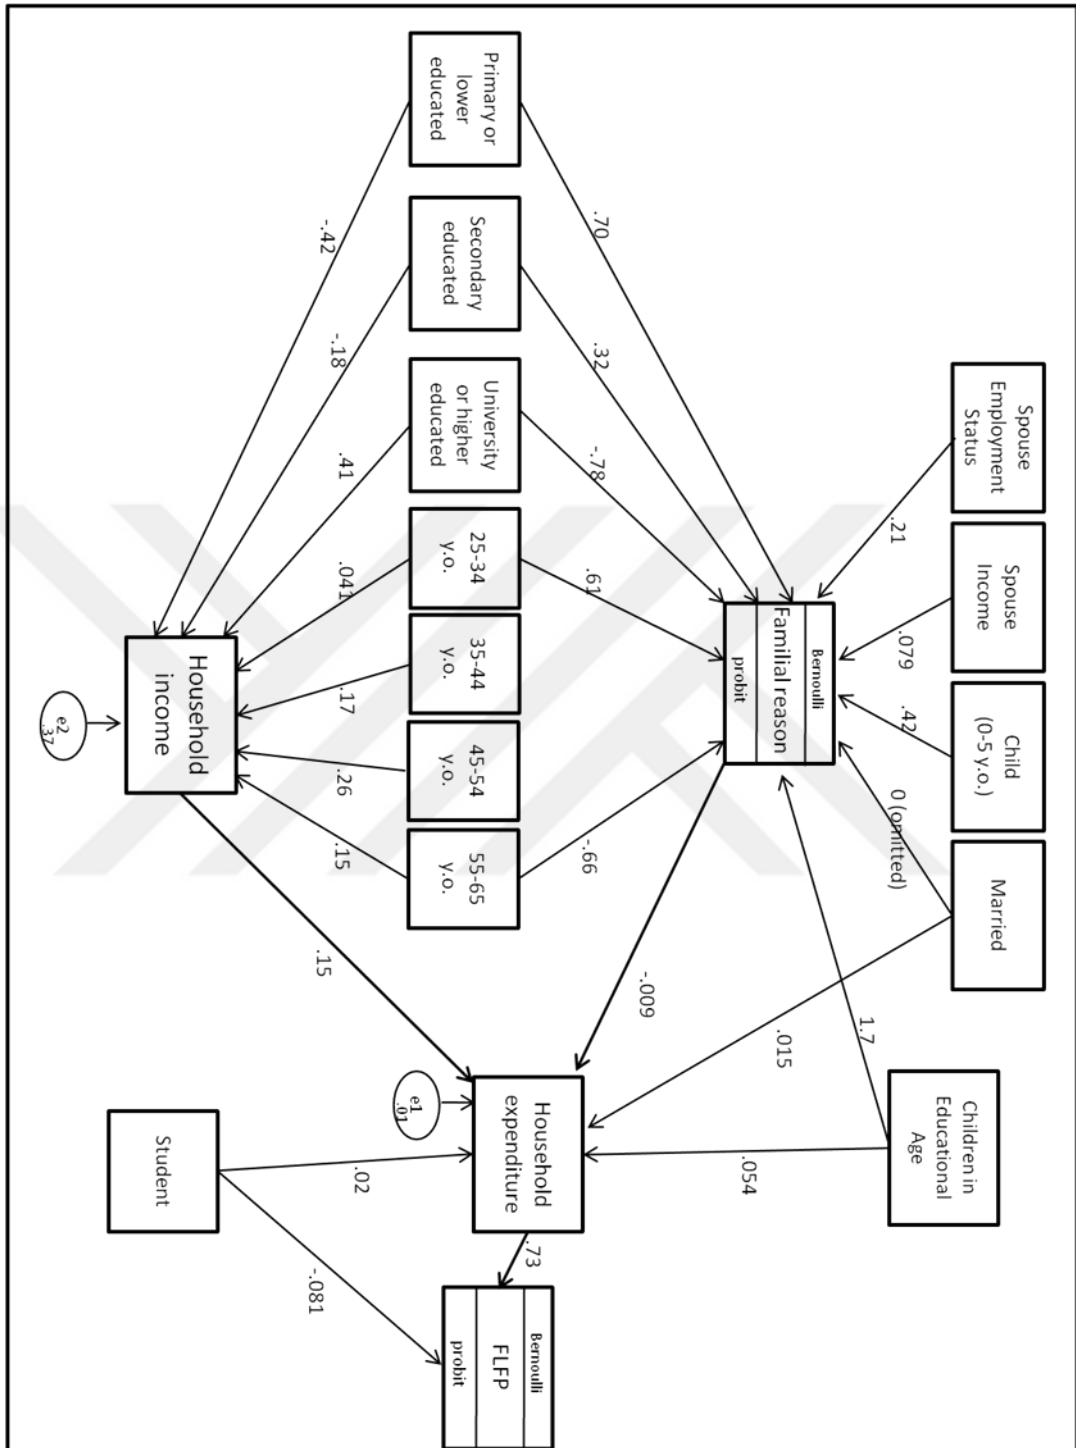 Spouse
Employment
Status
Spouse
Income
Child
(0-5 y.o.)
Married
Children in
Educational
Age
.21
.079
.42
0 (omitted)
1.7
.015
.054
Bernoulli
Familial reason
probit
.70
.32
-.78
.61
-.66
-.009
Primary or
lower
educated
Secondary
educated
University
or higher
educated
25-34
y.o.
35-44
y.o.
45-54
y.o.
55-65
y.o.
Household
expenditure
.73
Bernoulli
FLFP
probit
e1
.01
-.42
-.18
.41
.041
.17
.26
.15
.15
.02
-.081
Household
income
Student
e2
.37